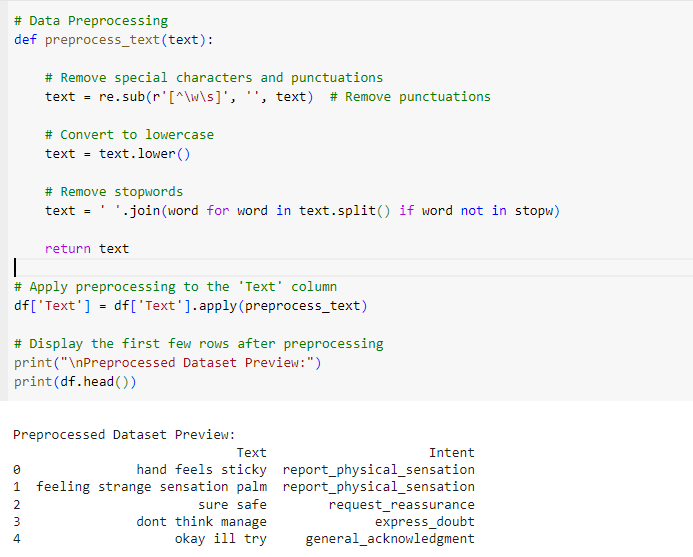 # Data Preprocessing
def preprocess_text(text):
    # Remove special characters and punctuations
    text = re.sub(r'[^\w\s]', '', text)  # Remove punctuations
    # Convert to lowercase
    text = text.lower()
    # Remove stopwords
    text = ' '.join(word for word in text.split() if word not in stopw)
    return text
# Apply preprocessing to the 'Text' column
df['Text'] = df['Text'].apply(preprocess_text)
# Display the first few rows after preprocessing
print("\nPreprocessed Dataset Preview:")
print(df.head())
Preprocessed Dataset Preview:
                             Text                     Intent
0               hand feels sticky  report_physical_sensation
1  feeling strange sensation palm  report_physical_sensation
2                       sure safe        request_reassurance
3               dont think manage              express_doubt
4                    okay ill try     general_acknowledgment